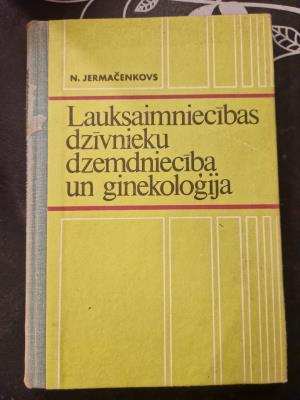 N. JERMAČENKOVS
Lauksaimniecības
dzīvnieku
dzemdniecība
un ginekoloģija